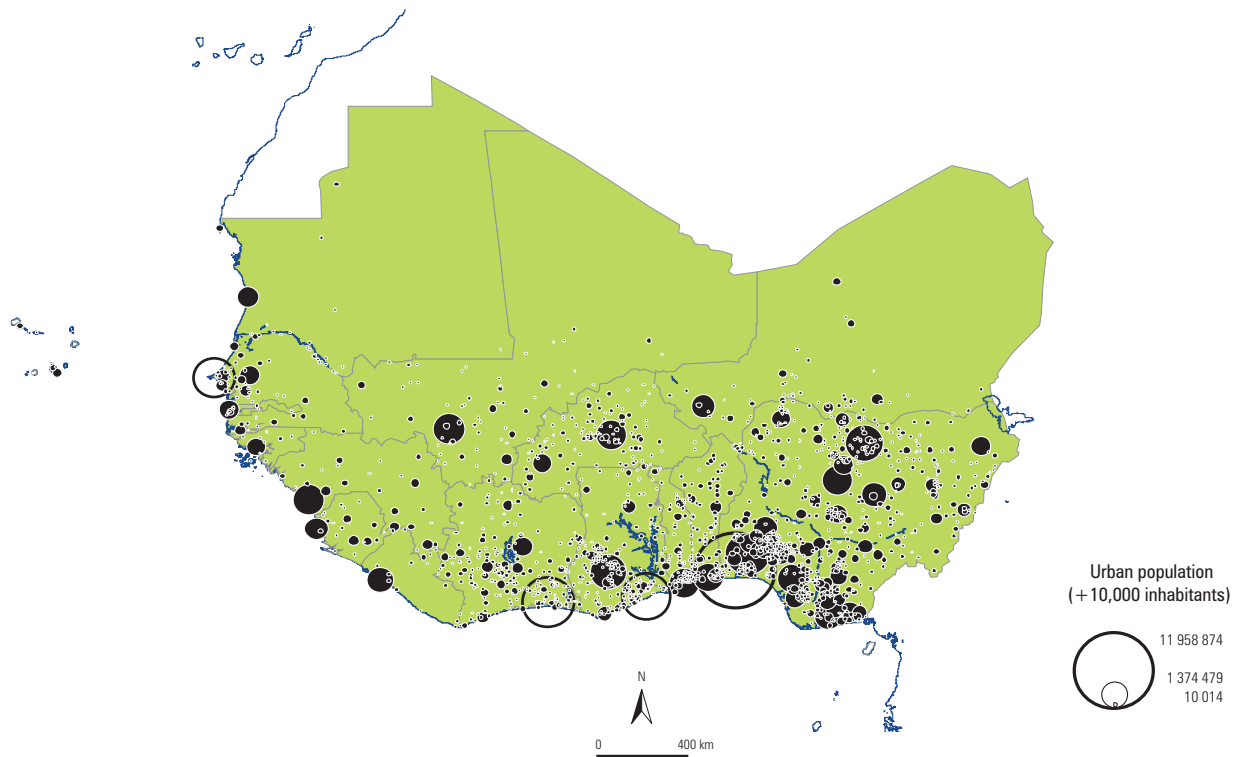 Urban population
(+10,000 inhabitants)
11 958 874
1 374 479
10 014
N
0 400 km